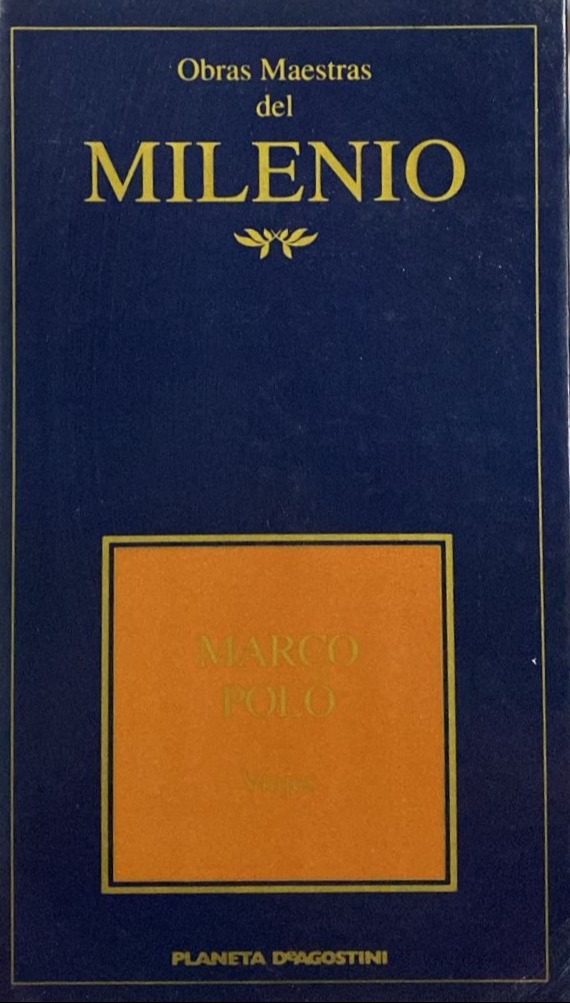 Obras Maestras
del
MILENIO
MARCO
POLO
Viajes
PLANETA DeAGOSTINI